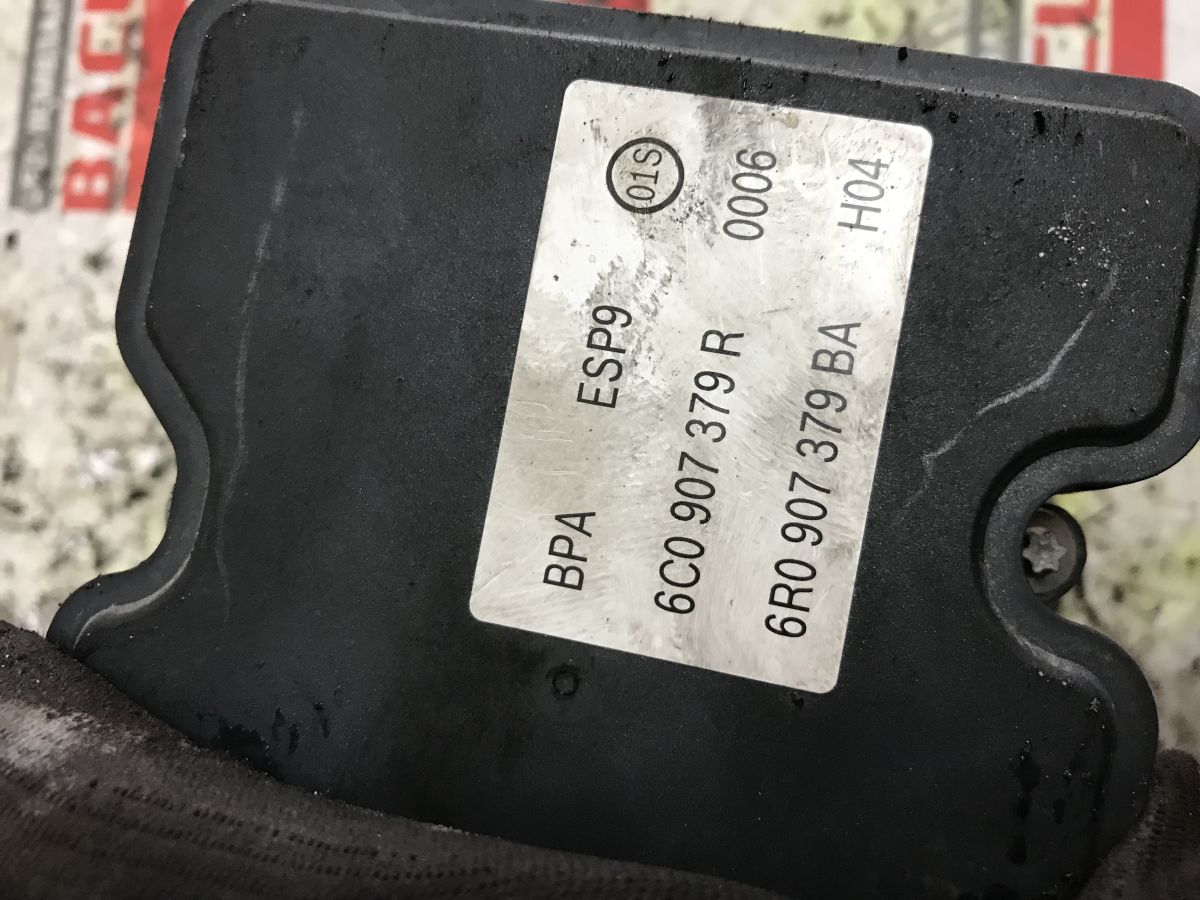 BPA ESP9 01S
6C0 907 379 R 0006
6R0 907 379 BA H04